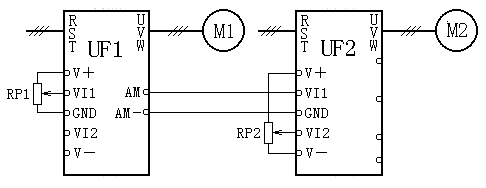 R
S
T
U
V
W
M1
UF1
V+
RP1
VI1
AM
GND
AM-
VI2
V-
R
S
T
U
V
W
M2
UF2
V+
VI1
GND
RP2
VI2
V-